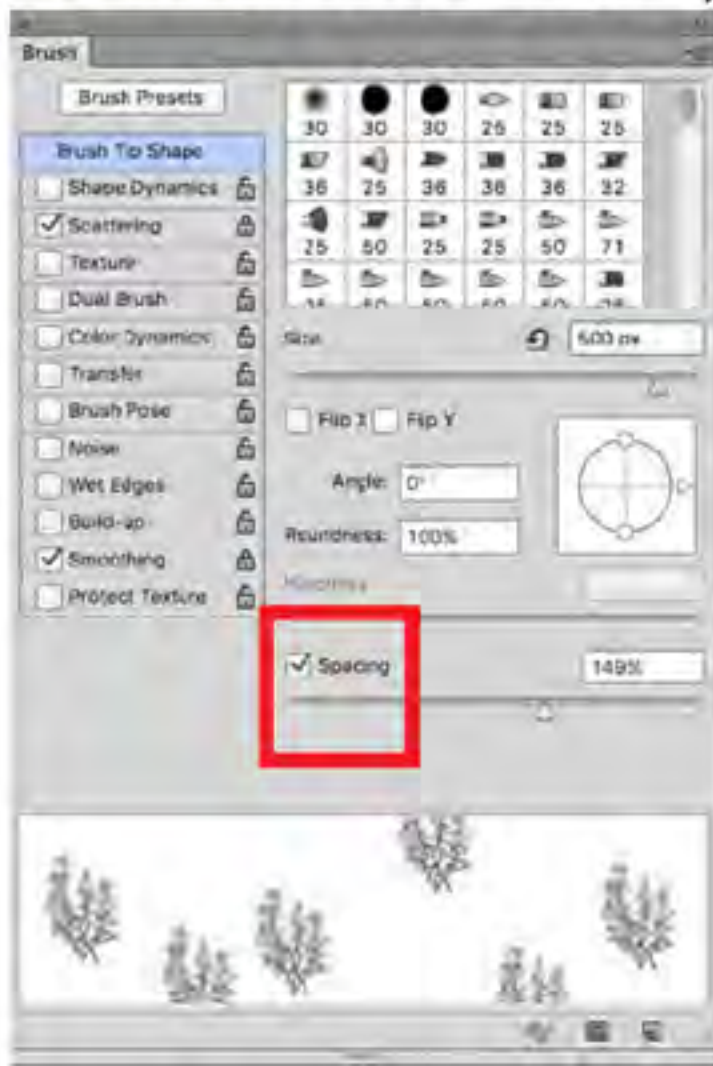 Brush
Brush Presets
30 30 30 25 25 25
Brush Tip Shape
36 25 36 36 36 32
Shape Dynamics
Scattering
25 50 25 25 50 71
Texture
Dual Brush
Color Dynamics
Size
500 px
Transfer
Brush Pose
Flip X Flip Y
Noise
Wet Edges
Angle: 0°
Build-up
Roundness: 100%
Smoothing
Hardness
Protect Texture
Spacing 149%